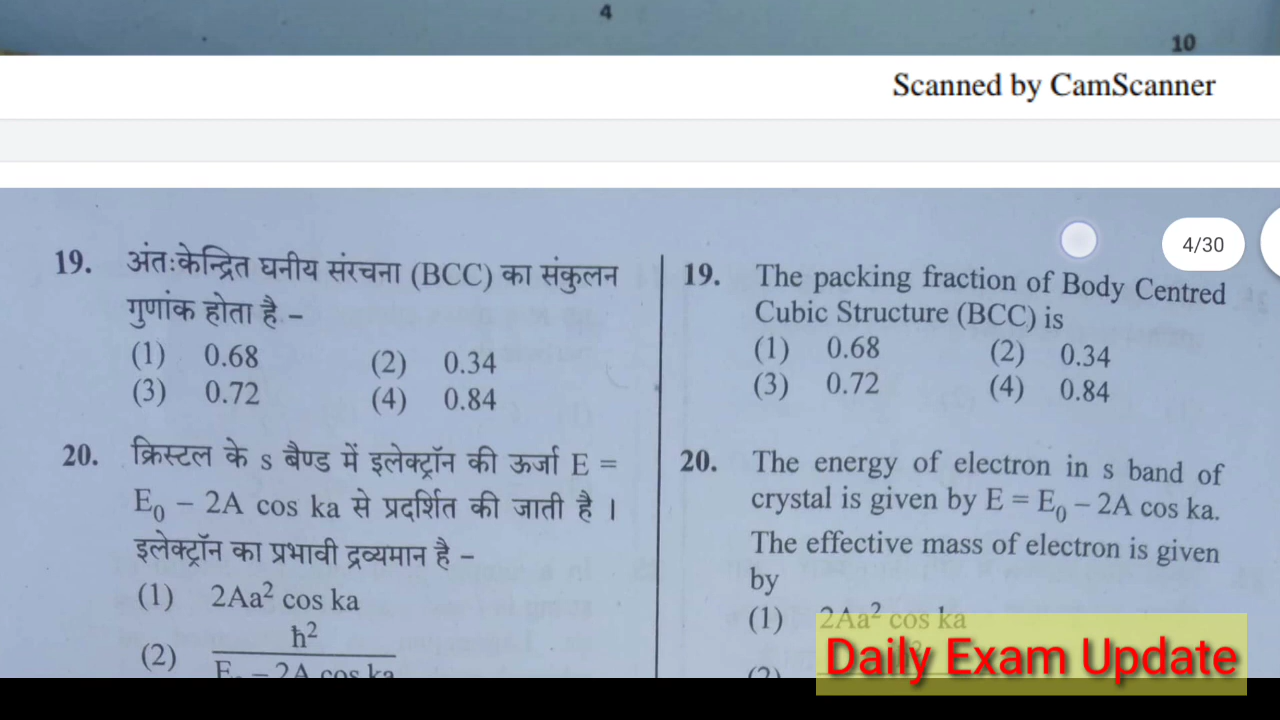 4
10
Scanned by CamScanner
4/30
19. अंतःकेन्द्रित घनीय संरचना (BCC) का संकुलन
गुणांक होता है –
(1) 0.68 (2) 0.34
(3) 0.72 (4) 0.84
20. क्रिस्टल के s बैण्ड में इलेक्ट्रॉन की ऊर्जा E =
E₀ – 2A cos ka से प्रदर्शित की जाती है ।
इलेक्ट्रॉन का प्रभावी द्रव्यमान है –
(1) 2Aa² cos ka
(2) ħ²
E₀ – 2A cos ka
19. The packing fraction of Body Centred
Cubic Structure (BCC) is
(1) 0.68 (2) 0.34
(3) 0.72 (4) 0.84
20. The energy of electron in s band of
crystal is given by E = E₀ – 2A cos ka.
The effective mass of electron is given
by
(1) 2Aa² cos ka
(2)
Daily Exam Update